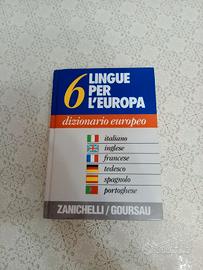 6 LINGUE PER
L'EUROPA
dizionario europeo
italiano
inglese
francese
tedesco
spagnolo
portoghese
ZANICHELLI/GOURSAU